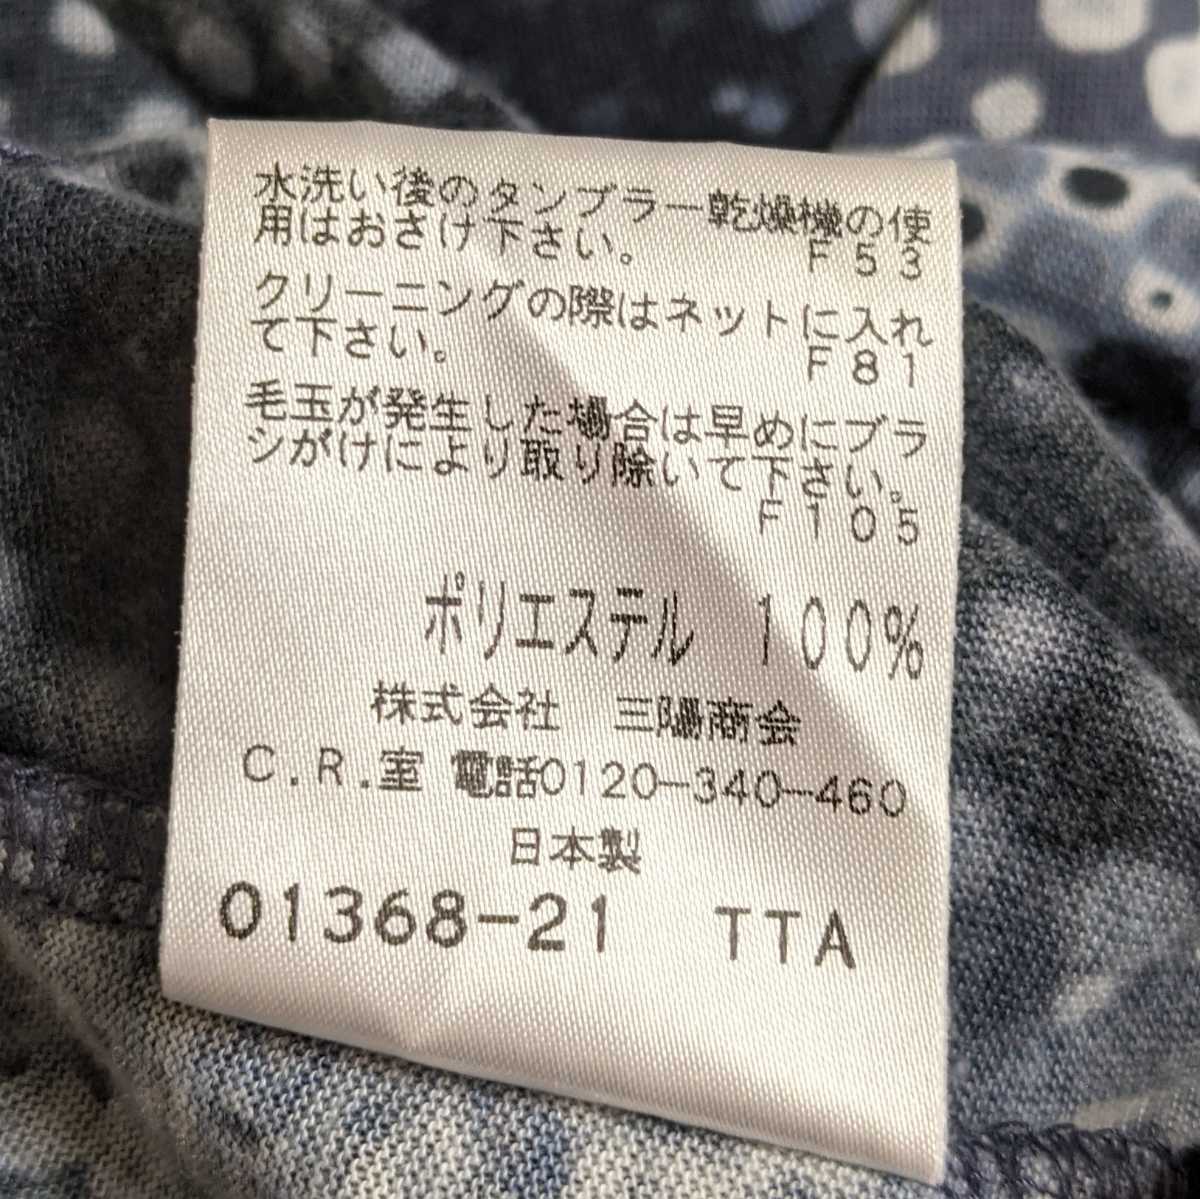 水洗い後のタンブラー乾燥機の使
用はおさけ下さい。
F53
クリーニングの際はネットに入れ
て下さい。
F81
毛玉が発生した場合は早めにブラ
シがけにより取り除いて下さい。
F105
ポリエステル 100%
株式会社 三陽商会
C.R.室 電話0120-340-460
日本製
01368-21 TTA